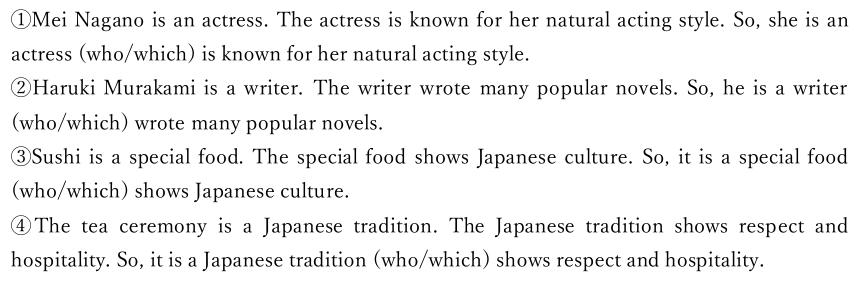 ①Mei Nagano is an actress. The actress is known for her natural acting style. So, she is an
actress (who/which) is known for her natural acting style.
②Haruki Murakami is a writer. The writer wrote many popular novels. So, he is a writer
(who/which) wrote many popular novels.
③Sushi is a special food. The special food shows Japanese culture. So, it is a special food
(who/which) shows Japanese culture.
④The tea ceremony is a Japanese tradition. The Japanese tradition shows respect and
hospitality. So, it is a Japanese tradition (who/which) shows respect and hospitality.